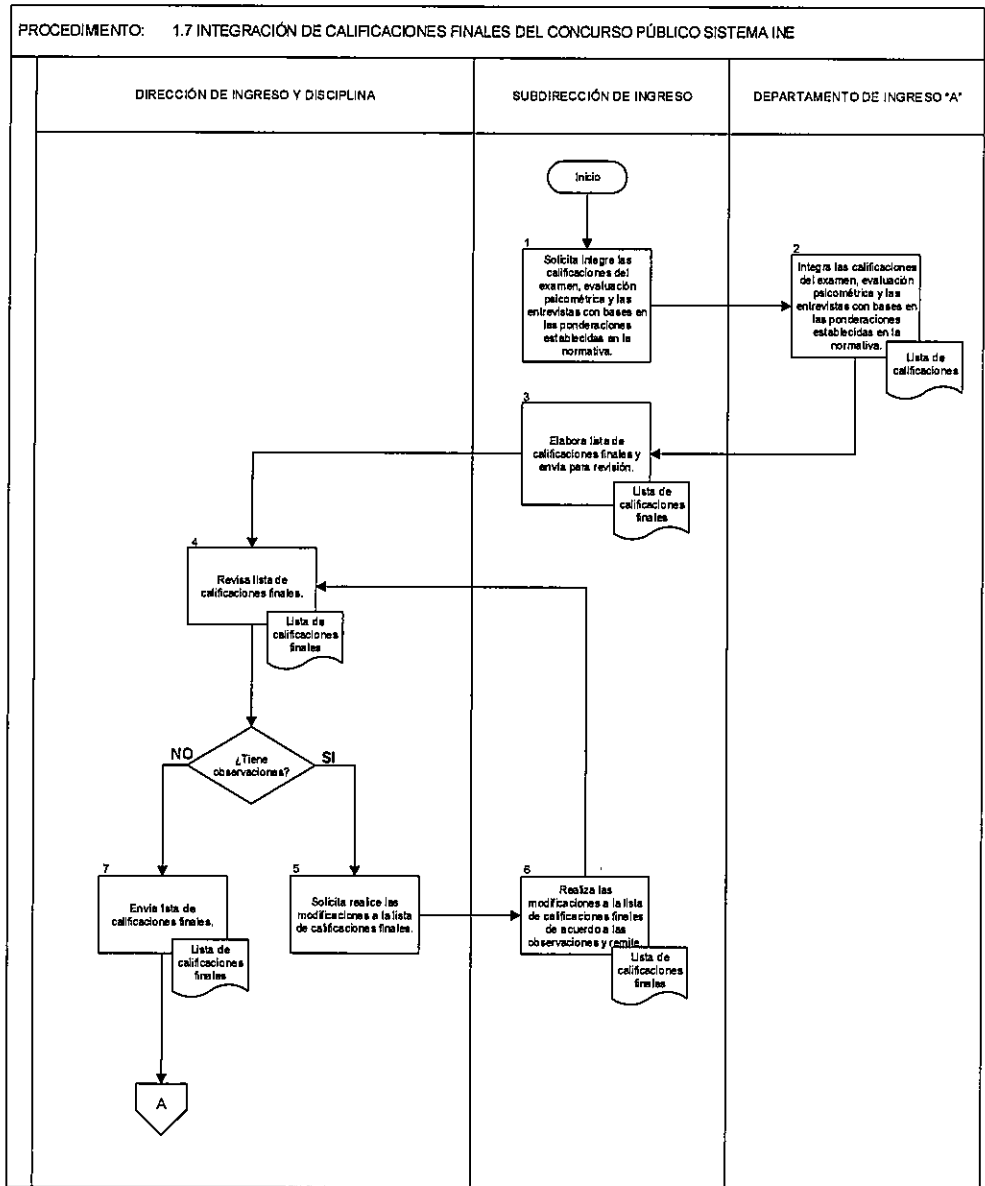 PROCEDIMIENTO: 1.7 INTEGRACIÓN DE CALIFICACIONES FINALES DEL CONCURSO PÚBLICO SISTEMA INE
DIRECCIÓN DE INGRESO Y DISCIPLINA
SUBDIRECCIÓN DE INGRESO
DEPARTAMENTO DE INGRESO "A"
Inicio
1
Solicita integre las
calificaciones del
examen, evaluación
psicométrica y las
entrevistas con bases en
las ponderaciones
establecidas en la
normativa.
2
Integra las calificaciones
del examen, evaluación
psicométrica y las
entrevistas con bases en
las ponderaciones
establecidas en la
normativa.
Lista de
calificaciones
3
Elabora lista de
calificaciones finales y
envía para revisión.
Lista de
calificaciones
finales
4
Revisa lista de
calificaciones finales.
Lista de
calificaciones
finales
¿Tiene
observaciones?
NO
SI
7
Envía lista de
calificaciones finales.
Lista de
calificaciones
finales
5
Solicita realice las
modificaciones a la lista
de calificaciones finales.
6
Realiza las
modificaciones a la lista
de calificaciones finales
de acuerdo a las
observaciones y remite.
Lista de
calificaciones
finales
A